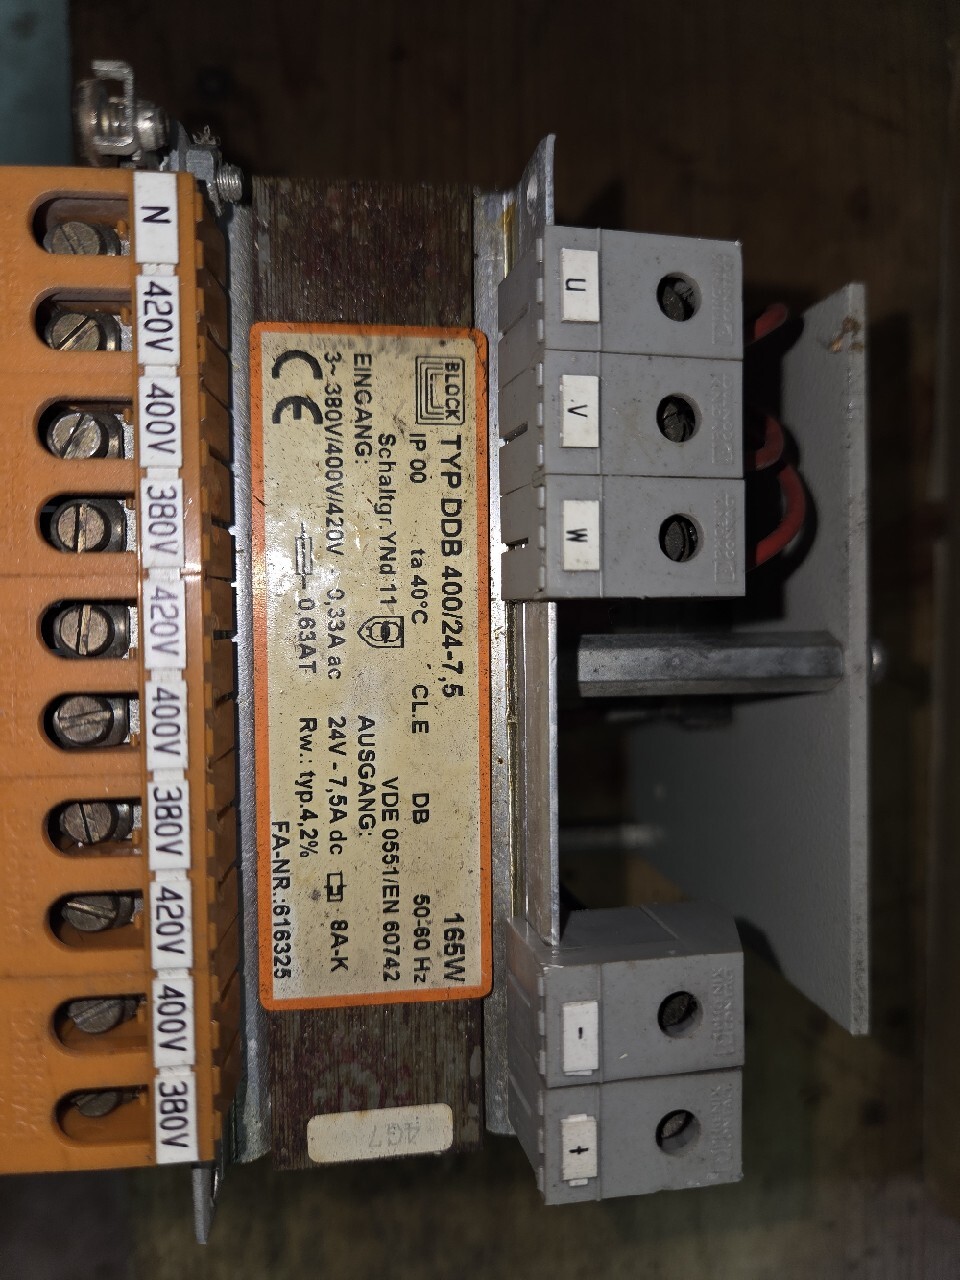 N
420V
400V
380V
420V
400V
380V
420V
400V
380V
BLOCK
TYP DDB 400/24-7,5 165W
IP 00 ta 40°C CL.E DB 50-60 Hz
Schaltgr. YNd 11 VDE 0551/EN 60742
EINGANG: AUSGANG:
3~ 380V/400V/420V 0,33A ac 24V - 7,5A dc 8A-K
0,63AT Rw.: typ.4,2%
CE
FA-NR.:616325
U
V
W
-
+